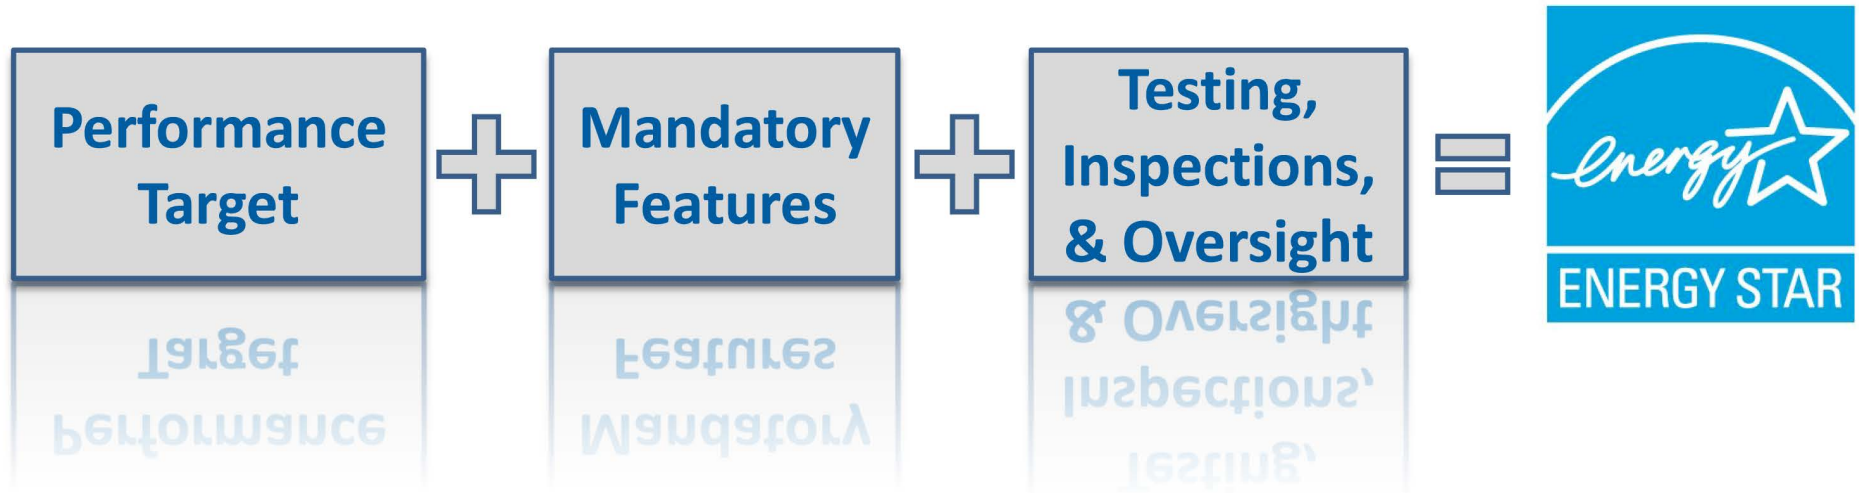 Performance
Target
Mandatory
Features
Testing,
Inspections,
& Oversight
energy
ENERGY STAR